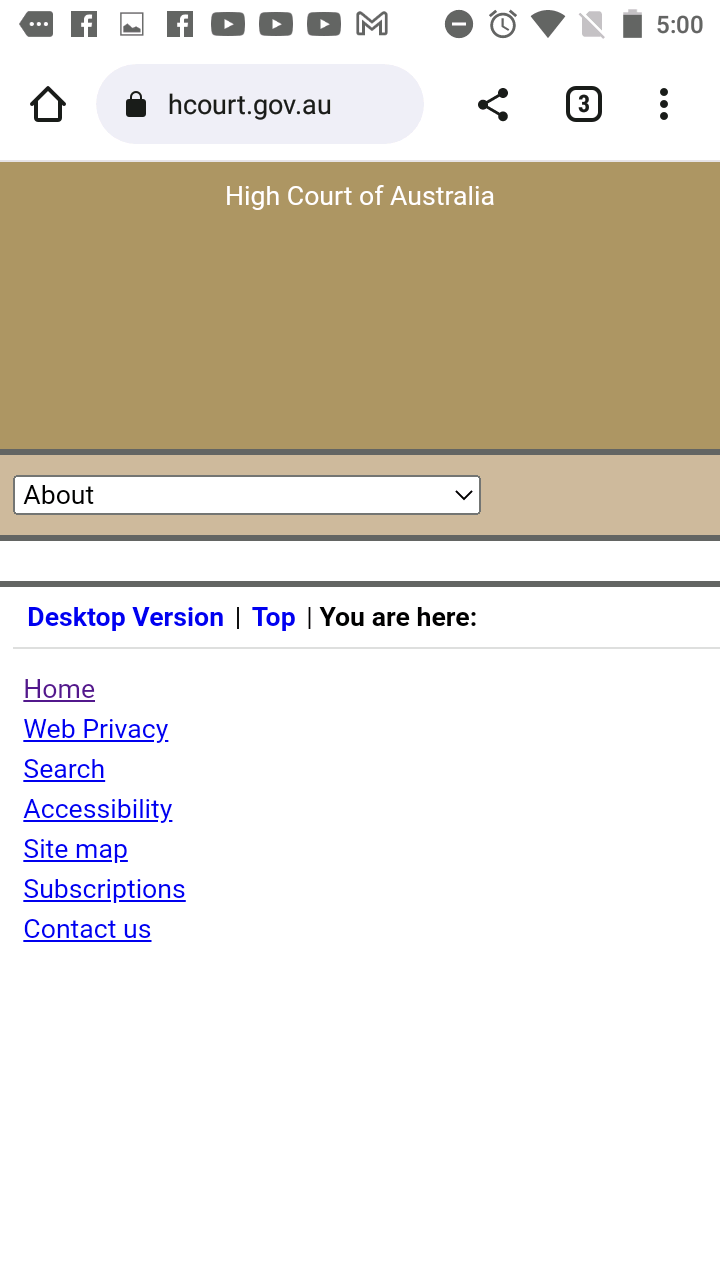 5:00
hcourt.gov.au
3
High Court of Australia
About
Desktop Version | Top | You are here:
Home
Web Privacy
Search
Accessibility
Site map
Subscriptions
Contact us